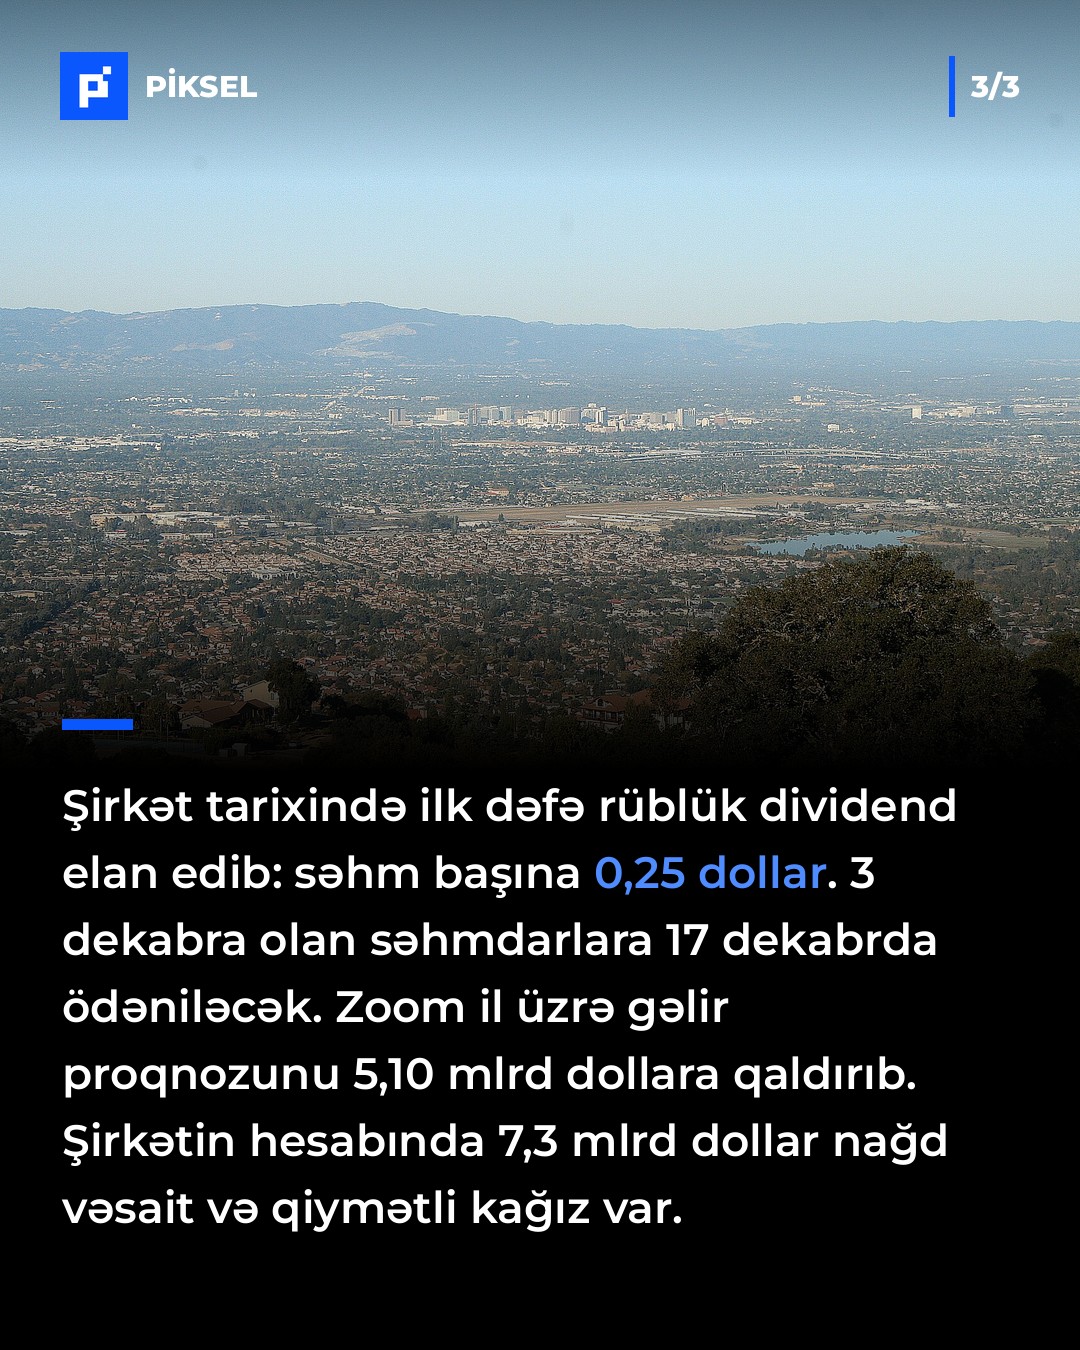 PİKSEL
3/3
Şirkət tarixində ilk dəfə rüblük dividend
elan edib: səhm başına 0,25 dollar. 3
dekabra olan səhmdarlara 17 dekabrda
ödəniləcək. Zoom il üzrə gəlir
proqnozunu 5,10 mlrd dollara qaldırıb.
Şirkətin hesabında 7,3 mlrd dollar nağd
vəsait və qiymətli kağız var.